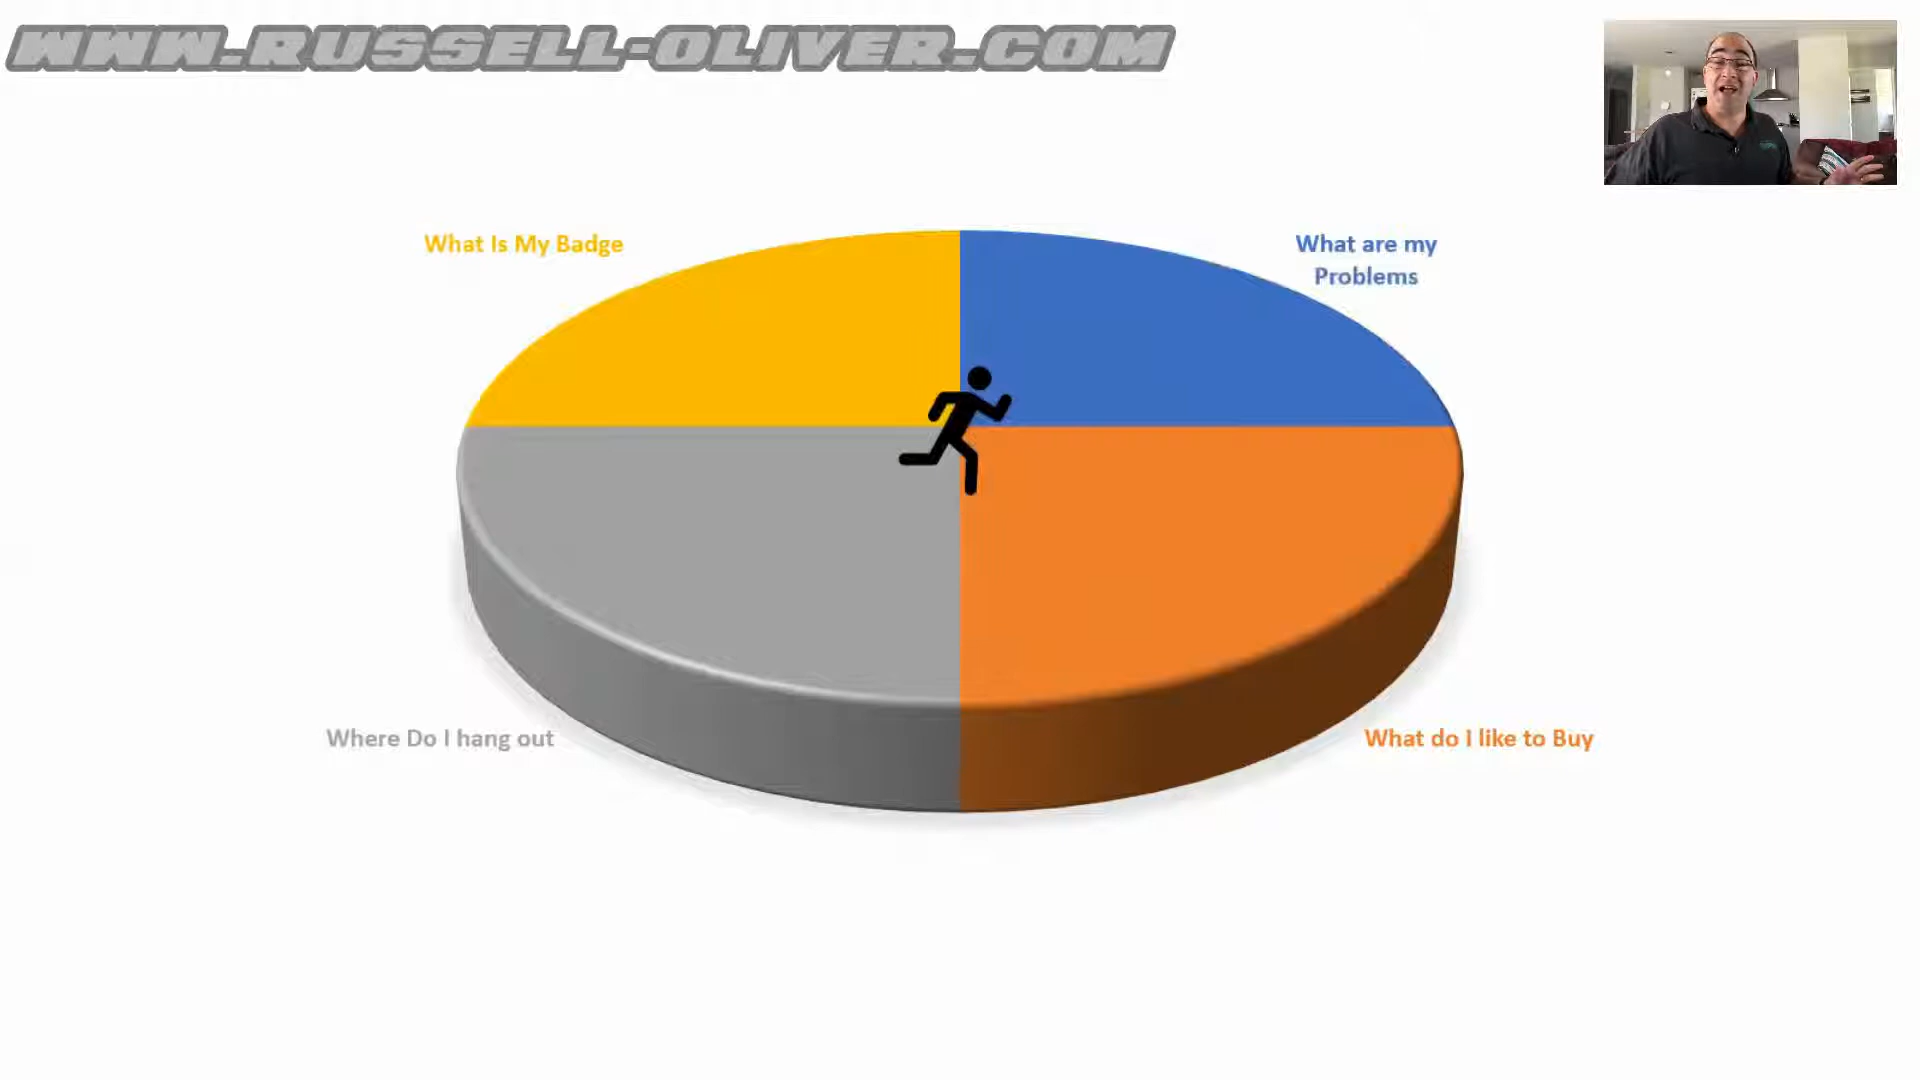 WWW.RUSSELL-OLIVER.COM
What Is My Badge
What are my
Problems
Where Do I hang out
What do I like to Buy